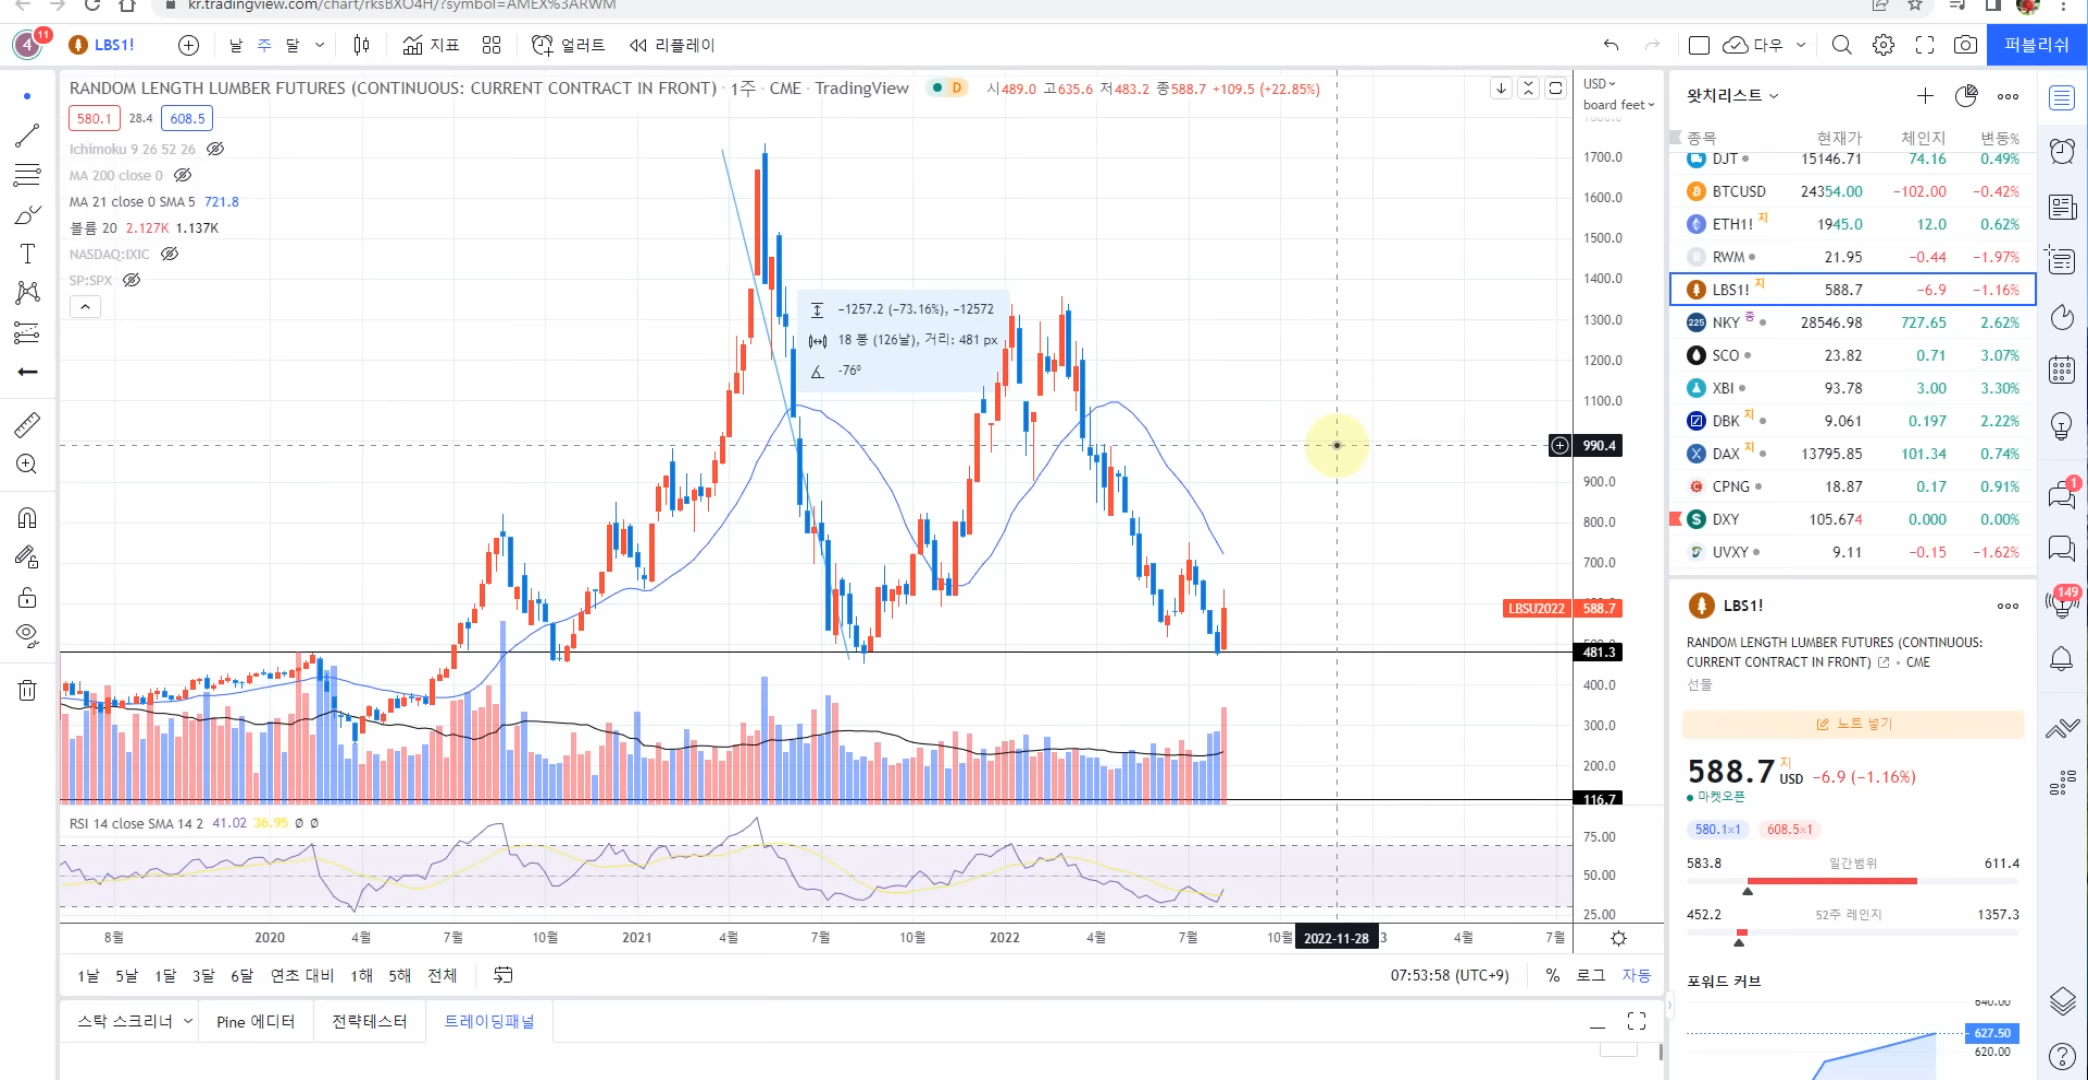 kr.tradingview.com/chart/rksBXO4H/?symbol=AMEX%3ARWM
4
11
LBS1!
날 주 달
지표
얼러트
리플레이
다우
퍼블리쉬
RANDOM LENGTH LUMBER FUTURES (CONTINUOUS: CURRENT CONTRACT IN FRONT) · 1주 · CME · TradingView
D
시489.0 고635.6 저483.2 종588.7 +109.5 (+22.85%)
580.1
28.4
608.5
Ichimoku 9 26 52 26
MA 200 close 0
MA 21 close 0 SMA 5 721.8
볼륨 20 2.127K 1.137K
NASDAQ:IXIC
SP:SPX
−1257.2 (−73.16%), −12572
18 봉 (126날), 거리: 481 px
-76º
USD
board feet
1700.0
1600.0
1500.0
1400.0
1300.0
1200.0
1100.0
990.4
900.0
800.0
700.0
LBSU2022 588.7
481.3
400.0
300.0
200.0
116.7
RSI 14 close SMA 14 2 41.02 36.95 Ø Ø
75.00
50.00
25.00
8월 2020 4월 7월 10월 2021 4월 7월 10월 2022 4월 7월 10월 2022-11-28 3 4월 7월
1날 5날 1달 3달 6달 연초 대비 1해 5해 전체
07:53:58 (UTC+9)
% 로그 자동
스탁 스크리너
Pine 에디터
전략테스터
트레이딩패널
왓치리스트
종목 현재가 체인지 변동%
DJT 15146.71 74.16 0.49%
BTCUSD 24354.00 −102.00 −0.42%
ETH1! 지 1945.0 12.0 0.62%
RWM 21.95 −0.44 −1.97%
LBS1! 지 588.7 −6.9 −1.16%
225 NKY 종 28546.98 727.65 2.62%
SCO 23.82 0.71 3.07%
XBI 93.78 3.00 3.30%
DBK 지 9.061 0.197 2.22%
DAX 지 13795.85 101.34 0.74%
CPNG 18.87 0.17 0.91%
DXY 105.674 0.000 0.00%
UVXY 9.11 −0.15 −1.62%
LBS1!
RANDOM LENGTH LUMBER FUTURES (CONTINUOUS:
CURRENT CONTRACT IN FRONT) • CME
선물
노트 넣기
588.7 지 USD −6.9 (−1.16%)
마켓오픈
580.1×1
608.5×1
583.8 일간범위 611.4
452.2 52주 레인지 1357.3
포워드 커브
640.00
627.50
620.00
1
149